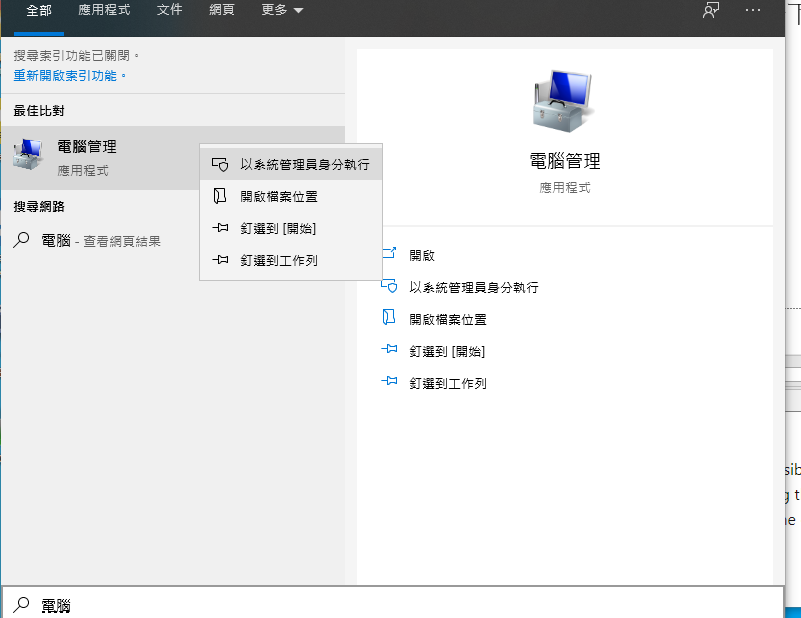 全部 應用程式 文件 網頁 更多
搜尋索引功能已關閉。
重新開啟索引功能。
最佳比對
電腦管理
應用程式
搜尋網路
電腦 - 查看網頁結果
以系統管理員身分執行
開啟檔案位置
釘選到 [開始]
釘選到工作列
電腦管理
應用程式
開啟
以系統管理員身分執行
開啟檔案位置
釘選到 [開始]
釘選到工作列
電腦